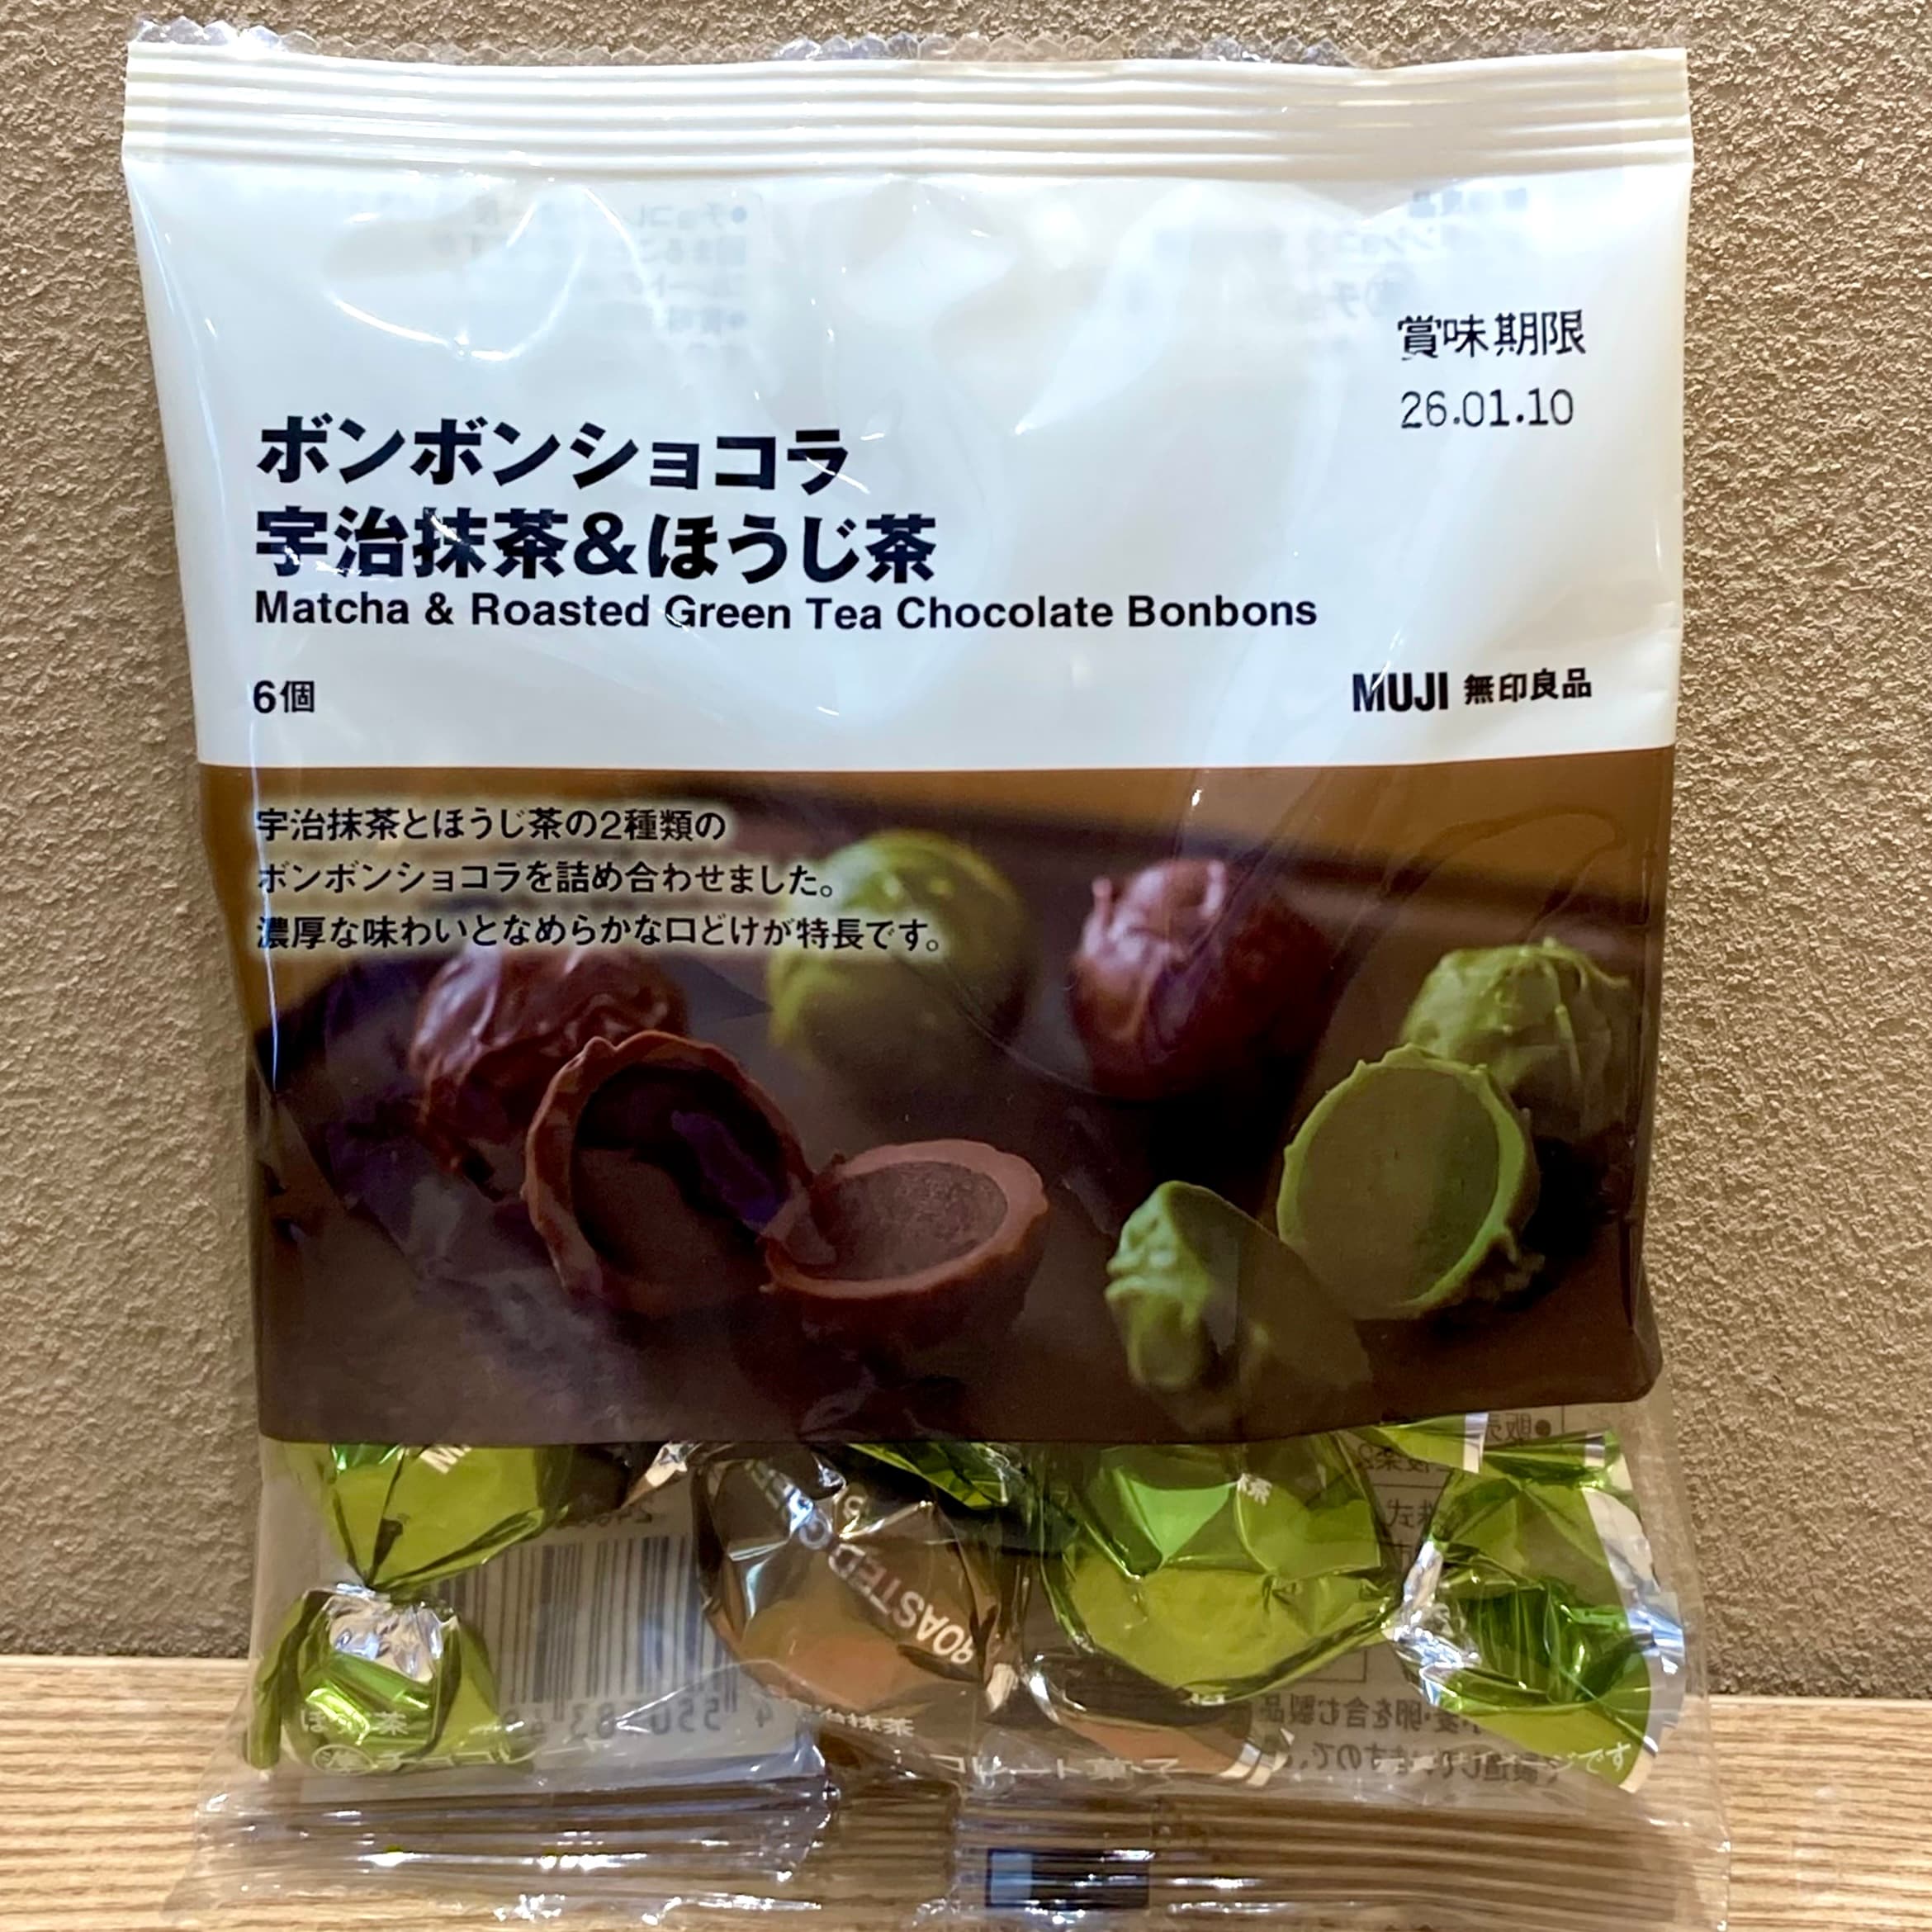 賞味期限
26.01.10
ボンボンショコラ
宇治抹茶&ほうじ茶
Matcha & Roasted Green Tea Chocolate Bonbons
6個
MUJI 無印良品
宇治抹茶とほうじ茶の2種類の
ボンボンショコラを詰め合わせました。
濃厚な味わいとなめらかな口どけが特長です。
ROASTED